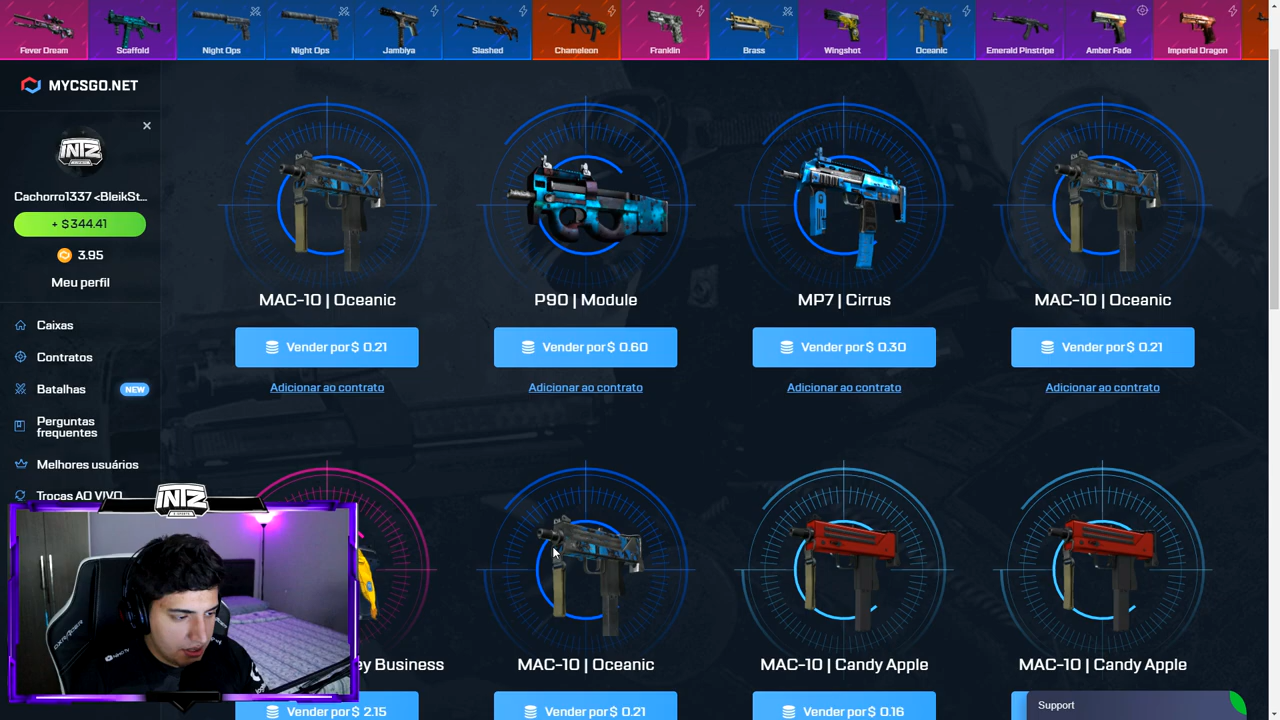 Fever Dream
Scaffold
Night Ops
Night Ops
Jambiya
Slashed
Chameleon
Franklin
Brass
Wingshot
Oceanic
Emerald Pinstripe
Amber Fade
Imperial Dragon
MYCSGO.NET
INTZ
Cachorro1337 <BleikSt...
+ $344.41
3.95
Meu perfil
Caixas
Contratos
Batalhas NEW
Perguntas
frequentes
Melhores usuários
Trocas AO VIVO
MAC-10 | Oceanic
Vender por $ 0.21
Adicionar ao contrato
P90 | Module
Vender por $ 0.60
Adicionar ao contrato
MP7 | Cirrus
Vender por $ 0.30
Adicionar ao contrato
MAC-10 | Oceanic
Vender por $ 0.21
Adicionar ao contrato
INTZ
ey Business
Vender por $ 2.15
MAC-10 | Oceanic
Vender por $ 0.21
MAC-10 | Candy Apple
Vender por $ 0.16
MAC-10 | Candy Apple
Support